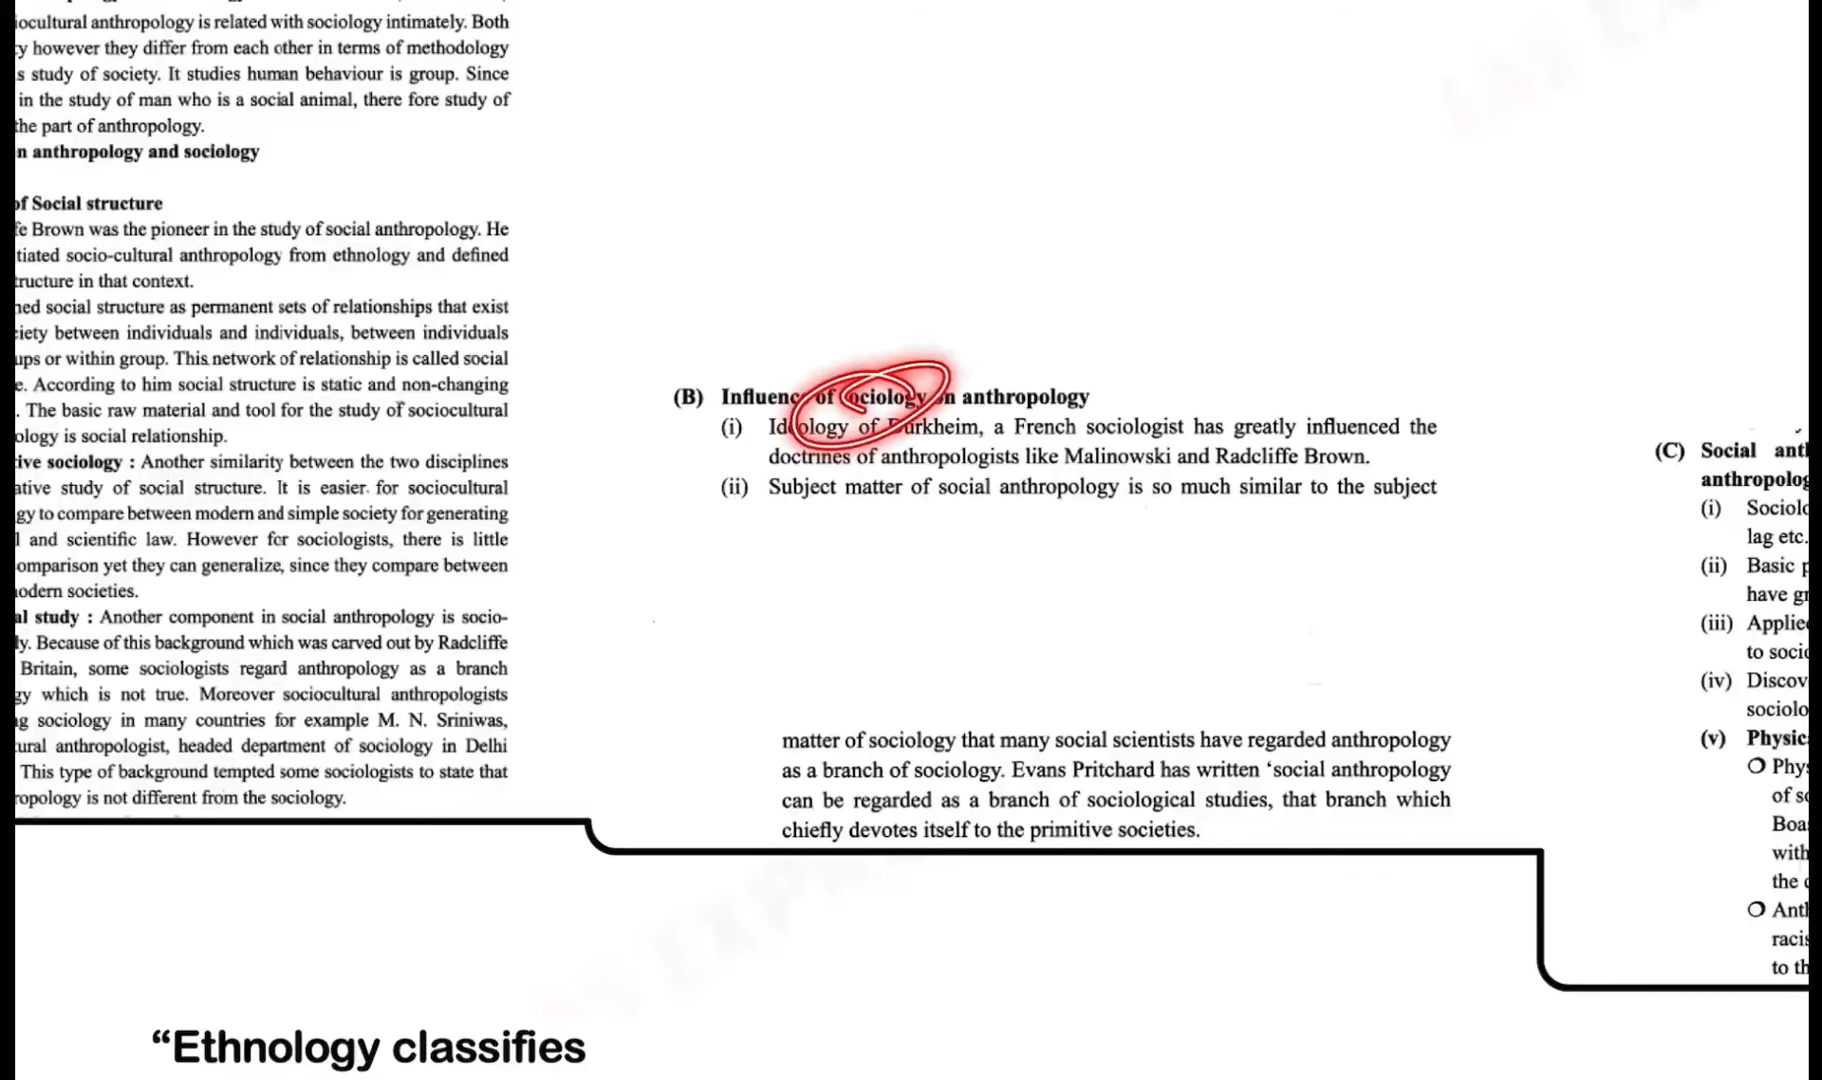 iocultural anthropology is related with sociology intimately. Both
y however they differ from each other in terms of methodology
s study of society. It studies human behaviour is group. Since
in the study of man who is a social animal, there fore study of
the part of anthropology.
n anthropology and sociology
of Social structure
fe Brown was the pioneer in the study of social anthropology. He
tiated socio-cultural anthropology from ethnology and defined
tructure in that context.
ned social structure as permanent sets of relationships that exist
iety between individuals and individuals, between individuals
ups or within group. This network of relationship is called social
e. According to him social structure is static and non-changing
. The basic raw material and tool for the study of sociocultural
ology is social relationship.
ive sociology : Another similarity between the two disciplines
ative study of social structure. It is easier for sociocultural
gy to compare between modern and simple society for generating
l and scientific law. However for sociologists, there is little
omparison yet they can generalize, since they compare between
odern societies.
al study : Another component in social anthropology is socio-
ly. Because of this background which was carved out by Radcliffe
Britain, some sociologists regard anthropology as a branch
gy which is not true. Moreover sociocultural anthropologists
ng sociology in many countries for example M. N. Sriniwas,
ural anthropologist, headed department of sociology in Delhi
This type of background tempted some sociologists to state that
ropology is not different from the sociology.
(B) Influence of sociology on anthropology
(i) Ideology of Durkheim, a French sociologist has greatly influenced the
doctrines of anthropologists like Malinowski and Radcliffe Brown.
(ii) Subject matter of social anthropology is so much similar to the subject
matter of sociology that many social scientists have regarded anthropology
as a branch of sociology. Evans Pritchard has written ‘social anthropology
can be regarded as a branch of sociological studies, that branch which
chiefly devotes itself to the primitive societies.
(C) Social anth
anthropolog
(i) Sociolo
lag etc.
(ii) Basic p
have gr
(iii) Applied
to socio
(iv) Discov
sociolo
(v) Physic
O Phys
of so
Boas
with
the c
O Anth
racis
to th
“Ethnology classifies